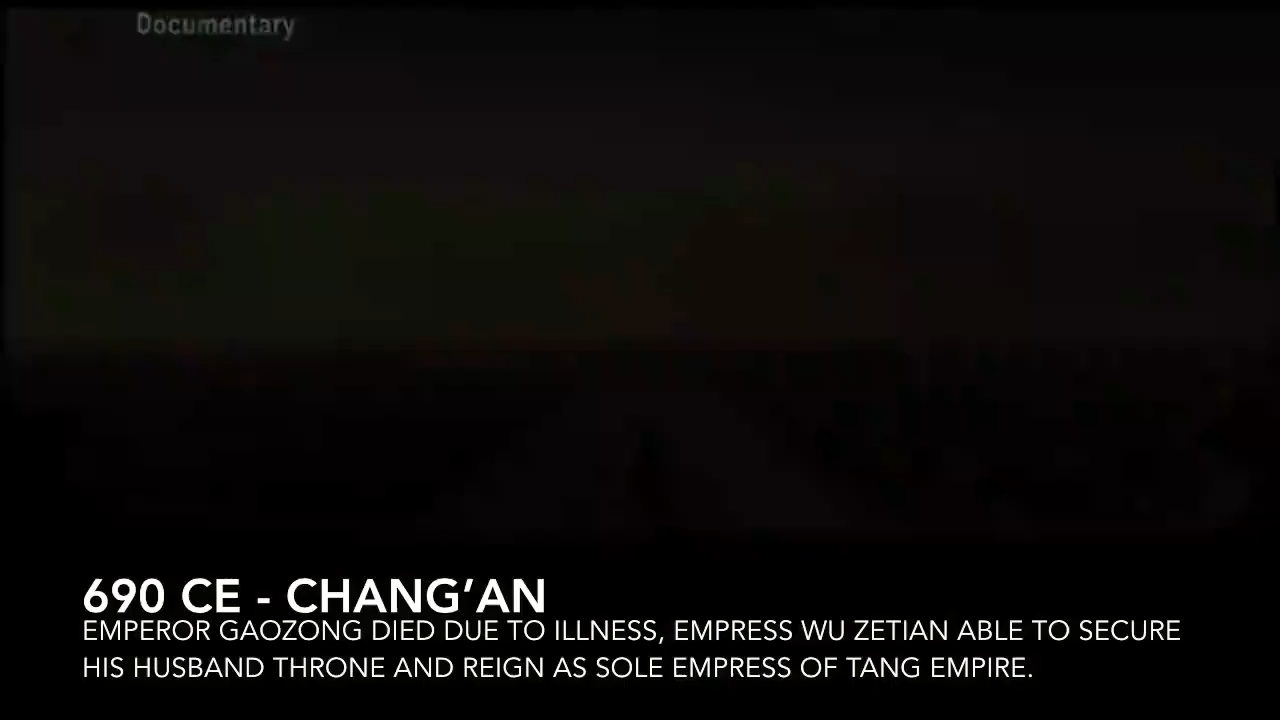 Documentary
690 CE - CHANG’AN
EMPEROR GAOZONG DIED DUE TO ILLNESS, EMPRESS WU ZETIAN ABLE TO SECURE
HIS HUSBAND THRONE AND REIGN AS SOLE EMPRESS OF TANG EMPIRE.